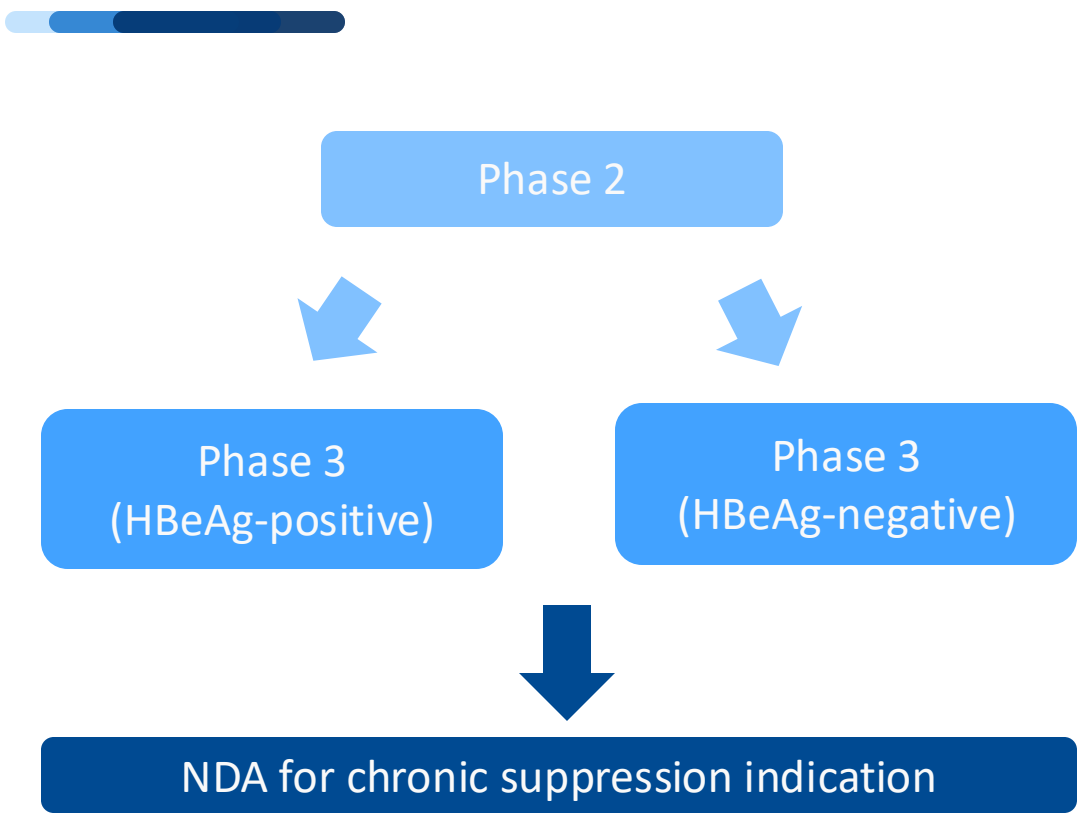 Phase 2
Phase 3
(HBeAg-positive)
Phase 3
(HBeAg-negative)
NDA for chronic suppression indication